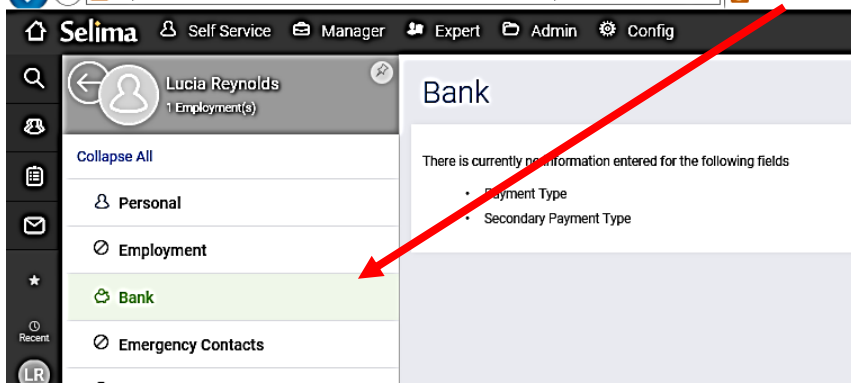 Selima Self Service Manager Expert Admin Config
Lucia Reynolds
1 Employment(s)
Collapse All
Personal
Employment
Bank
Emergency Contacts
Recent
LR
Bank
There is currently no information entered for the following fields
• Payment Type
• Secondary Payment Type